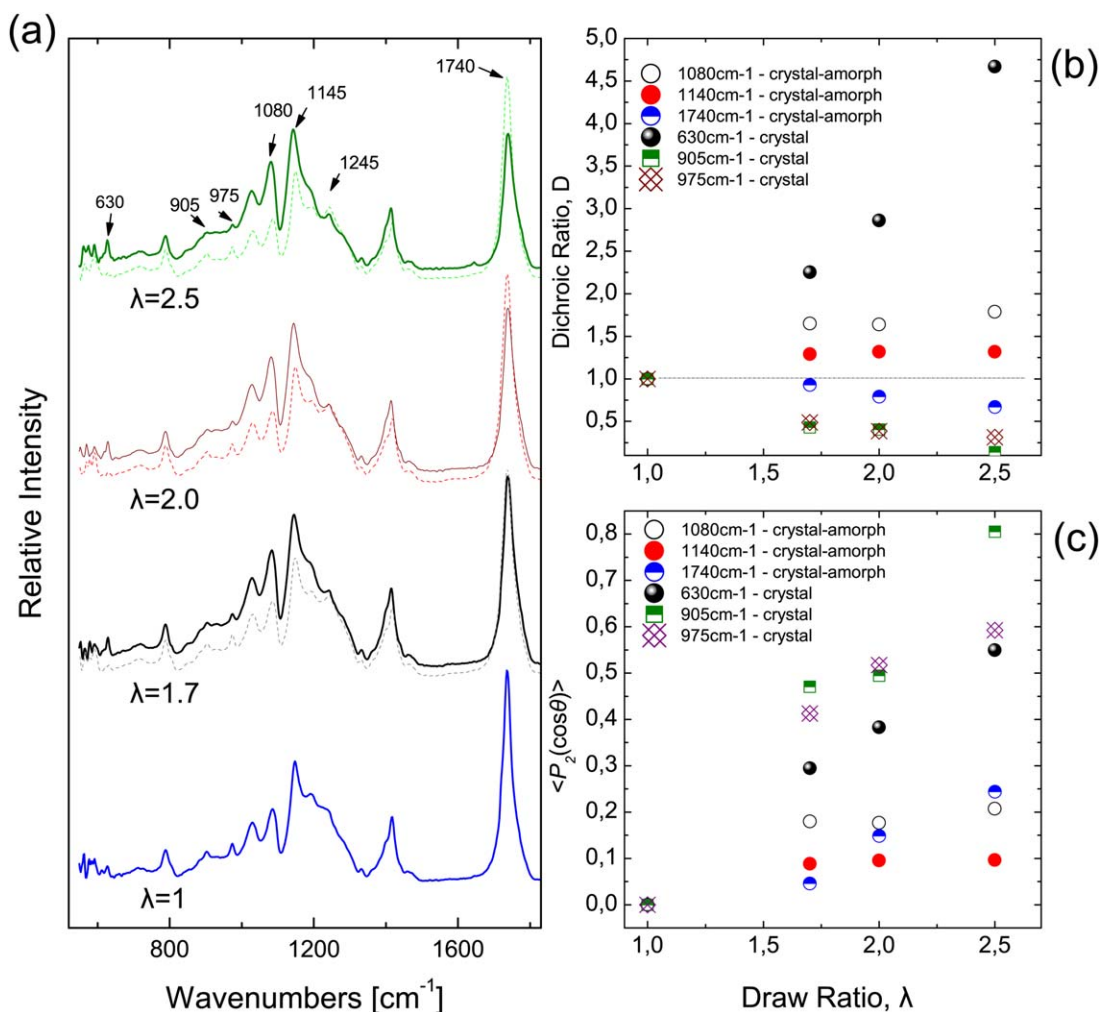 (a)
1740
1145
1080
1245
630
905
975
λ=2.5
λ=2.0
λ=1.7
λ=1
Relative Intensity
800
1200
1600
Wavenumbers [cm⁻¹]
(b)
5,0
4,5
4,0
3,5
3,0
2,5
2,0
1,5
1,0
0,5
Dichroic Ratio, D
1080cm-1 - crystal-amorph
1140cm-1 - crystal-amorph
1740cm-1 - crystal-amorph
630cm-1 - crystal
905cm-1 - crystal
975cm-1 - crystal
1,0
1,5
2,0
2,5
(c)
0,8
0,7
0,6
0,5
0,4
0,3
0,2
0,1
0,0
<P₂(cosθ)>
1080cm-1 - crystal-amorph
1140cm-1 - crystal-amorph
1740cm-1 - crystal-amorph
630cm-1 - crystal
905cm-1 - crystal
975cm-1 - crystal
1,0
1,5
2,0
2,5
Draw Ratio, λ